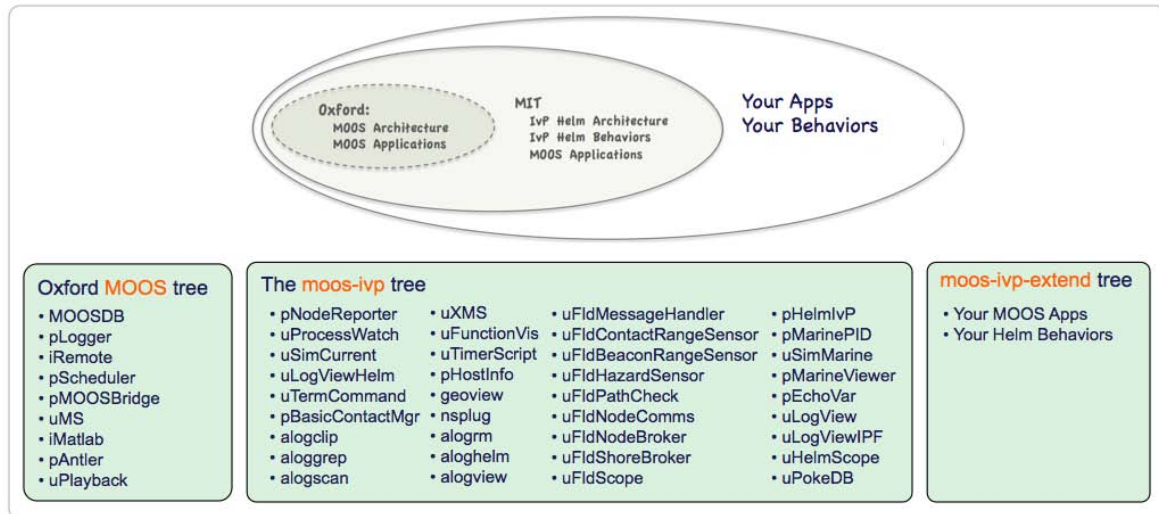 Oxford:
MOOS Architecture
MOOS Applications
MIT
IvP Helm Architecture
IvP Helm Behaviors
MOOS Applications
Your Apps
Your Behaviors
Oxford MOOS tree
• MOOSDB
• pLogger
• iRemote
• pScheduler
• pMOOSBridge
• uMS
• iMatlab
• pAntler
• uPlayback
The moos-ivp tree
• pNodeReporter
• uProcessWatch
• uSimCurrent
• uLogViewHelm
• uTermCommand
• pBasicContactMgr
• alogclip
• aloggrep
• alogscan
• uXMS
• uFunctionVis
• uTimerScript
• pHostInfo
• geoview
• nsplug
• alogrm
• aloghelm
• alogview
• uFldMessageHandler
• uFldContactRangeSensor
• uFldBeaconRangeSensor
• uFldHazardSensor
• uFldPathCheck
• uFldNodeComms
• uFldNodeBroker
• uFldShoreBroker
• uFldScope
• pHelmIvP
• pMarinePID
• uSimMarine
• pMarineViewer
• pEchoVar
• uLogView
• uLogViewIPF
• uHelmScope
• uPokeDB
moos-ivp-extend tree
• Your MOOS Apps
• Your Helm Behaviors